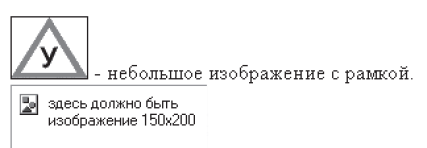 У
- небольшое изображение с рамкой.
здесь должно быть
изображение 150x200